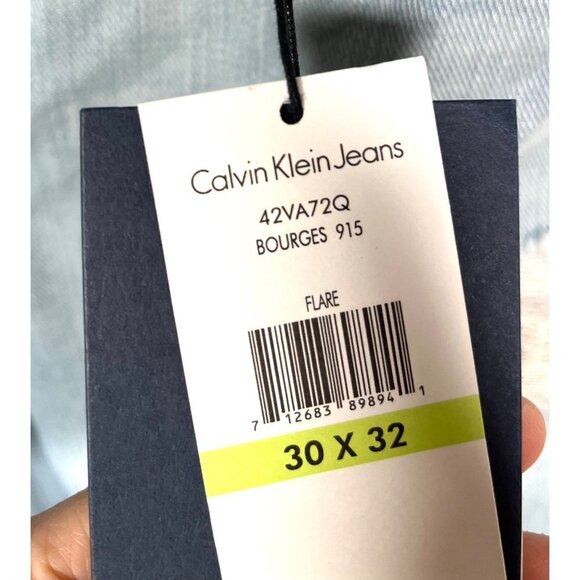 Calvin Klein Jeans
42VA72Q
BOURGES 915
FLARE
7 12683 89894 1
30 X 32